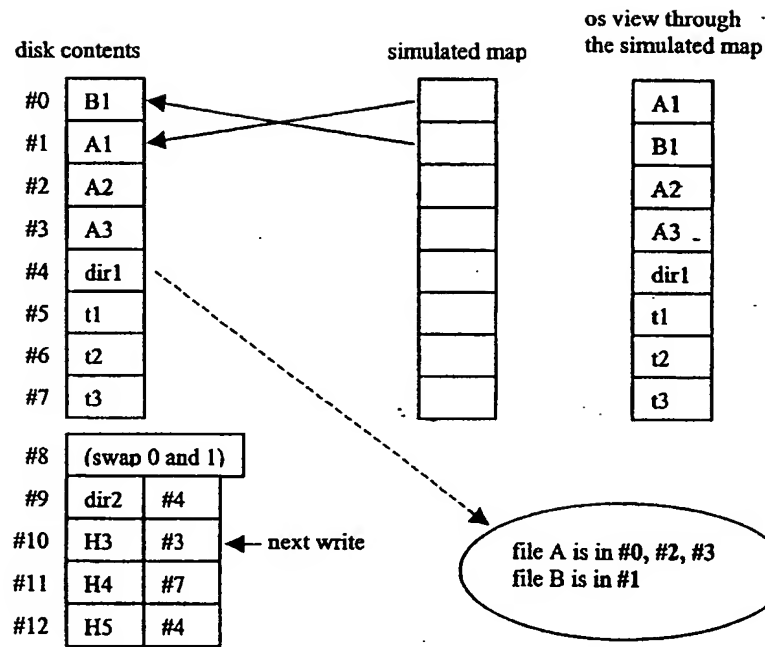 os view through
the simulated map
disk contents
simulated map
#0 B1 A1
#1 A1 B1
#2 A2 A2
#3 A3 A3
#4 dir1 dir1
#5 t1 t1
#6 t2 t2
#7 t3 t3
#8 (swap 0 and 1)
#9 dir2 #4
#10 H3 #3 next write
#11 H4 #7
#12 H5 #4
file A is in #0, #2, #3
file B is in #1